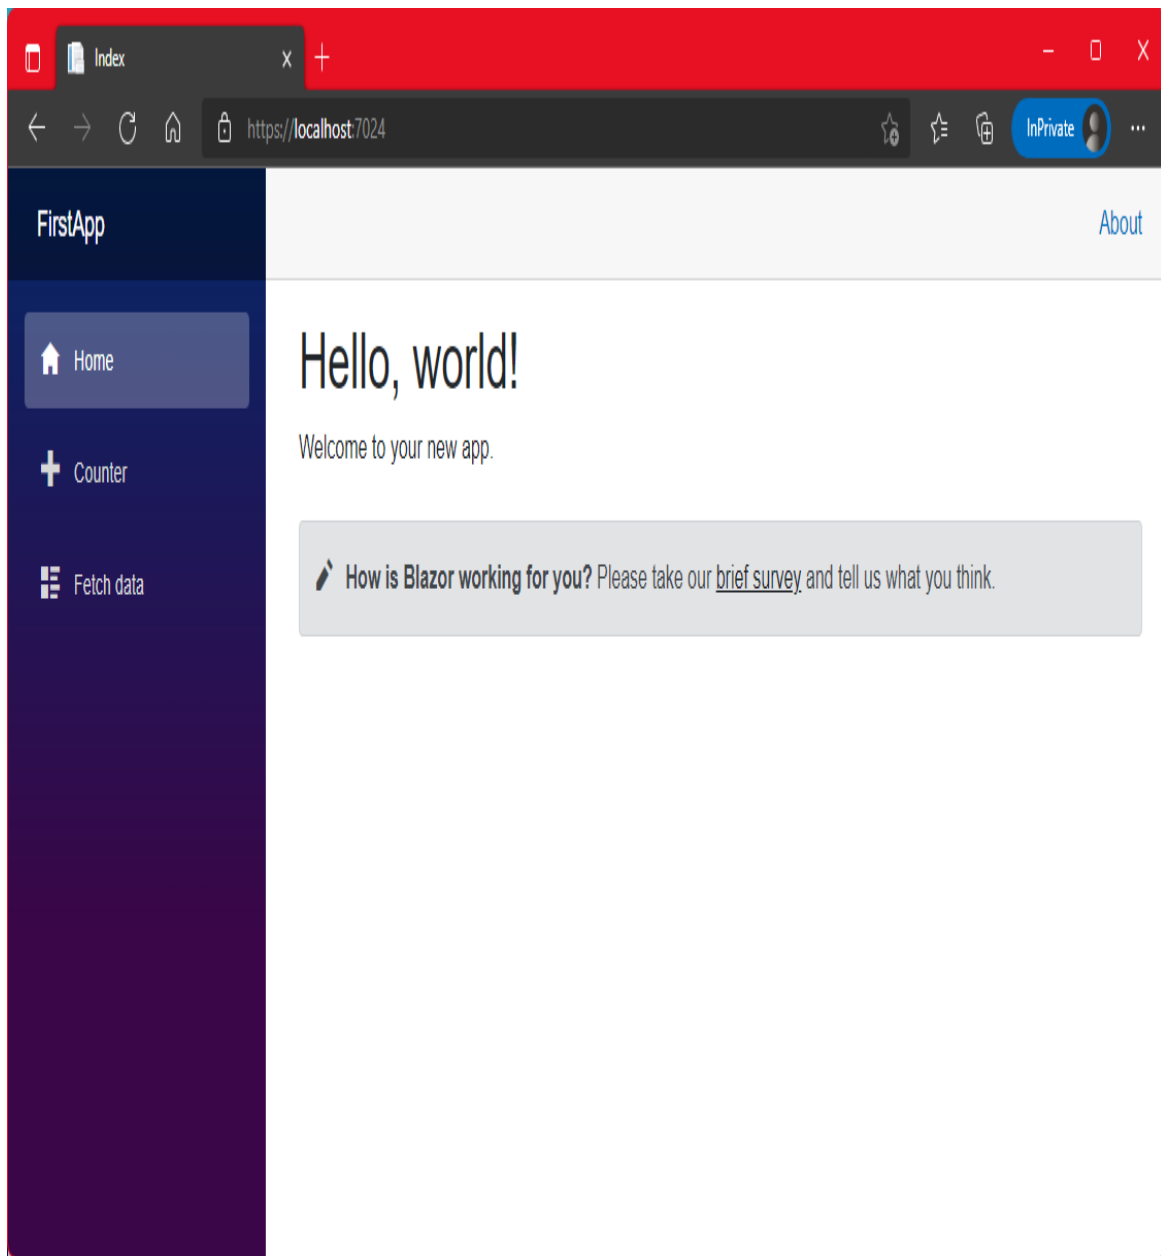 Index
https://localhost:7024
InPrivate
FirstApp
About
Home
Counter
Fetch data
Hello, world!
Welcome to your new app.
How is Blazor working for you? Please take our brief survey and tell us what you think.